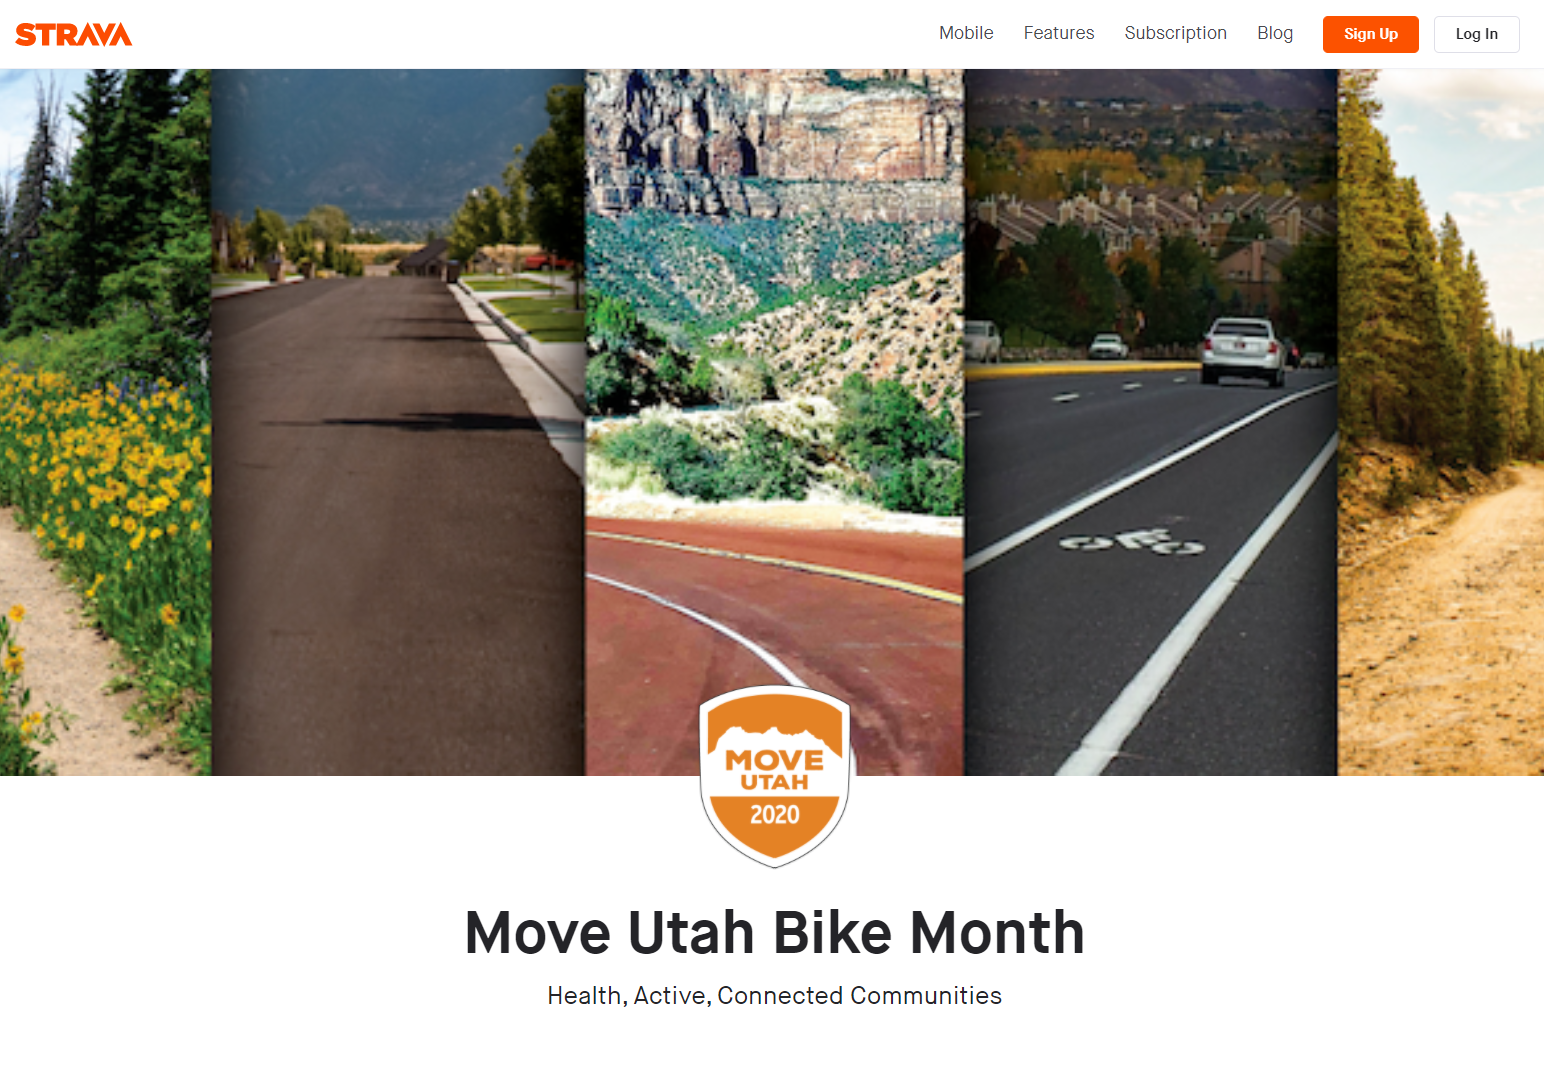 STRAVA
Mobile
Features
Subscription
Blog
Sign Up
Log In
MOVE
UTAH
2020
Move Utah Bike Month
Health, Active, Connected Communities